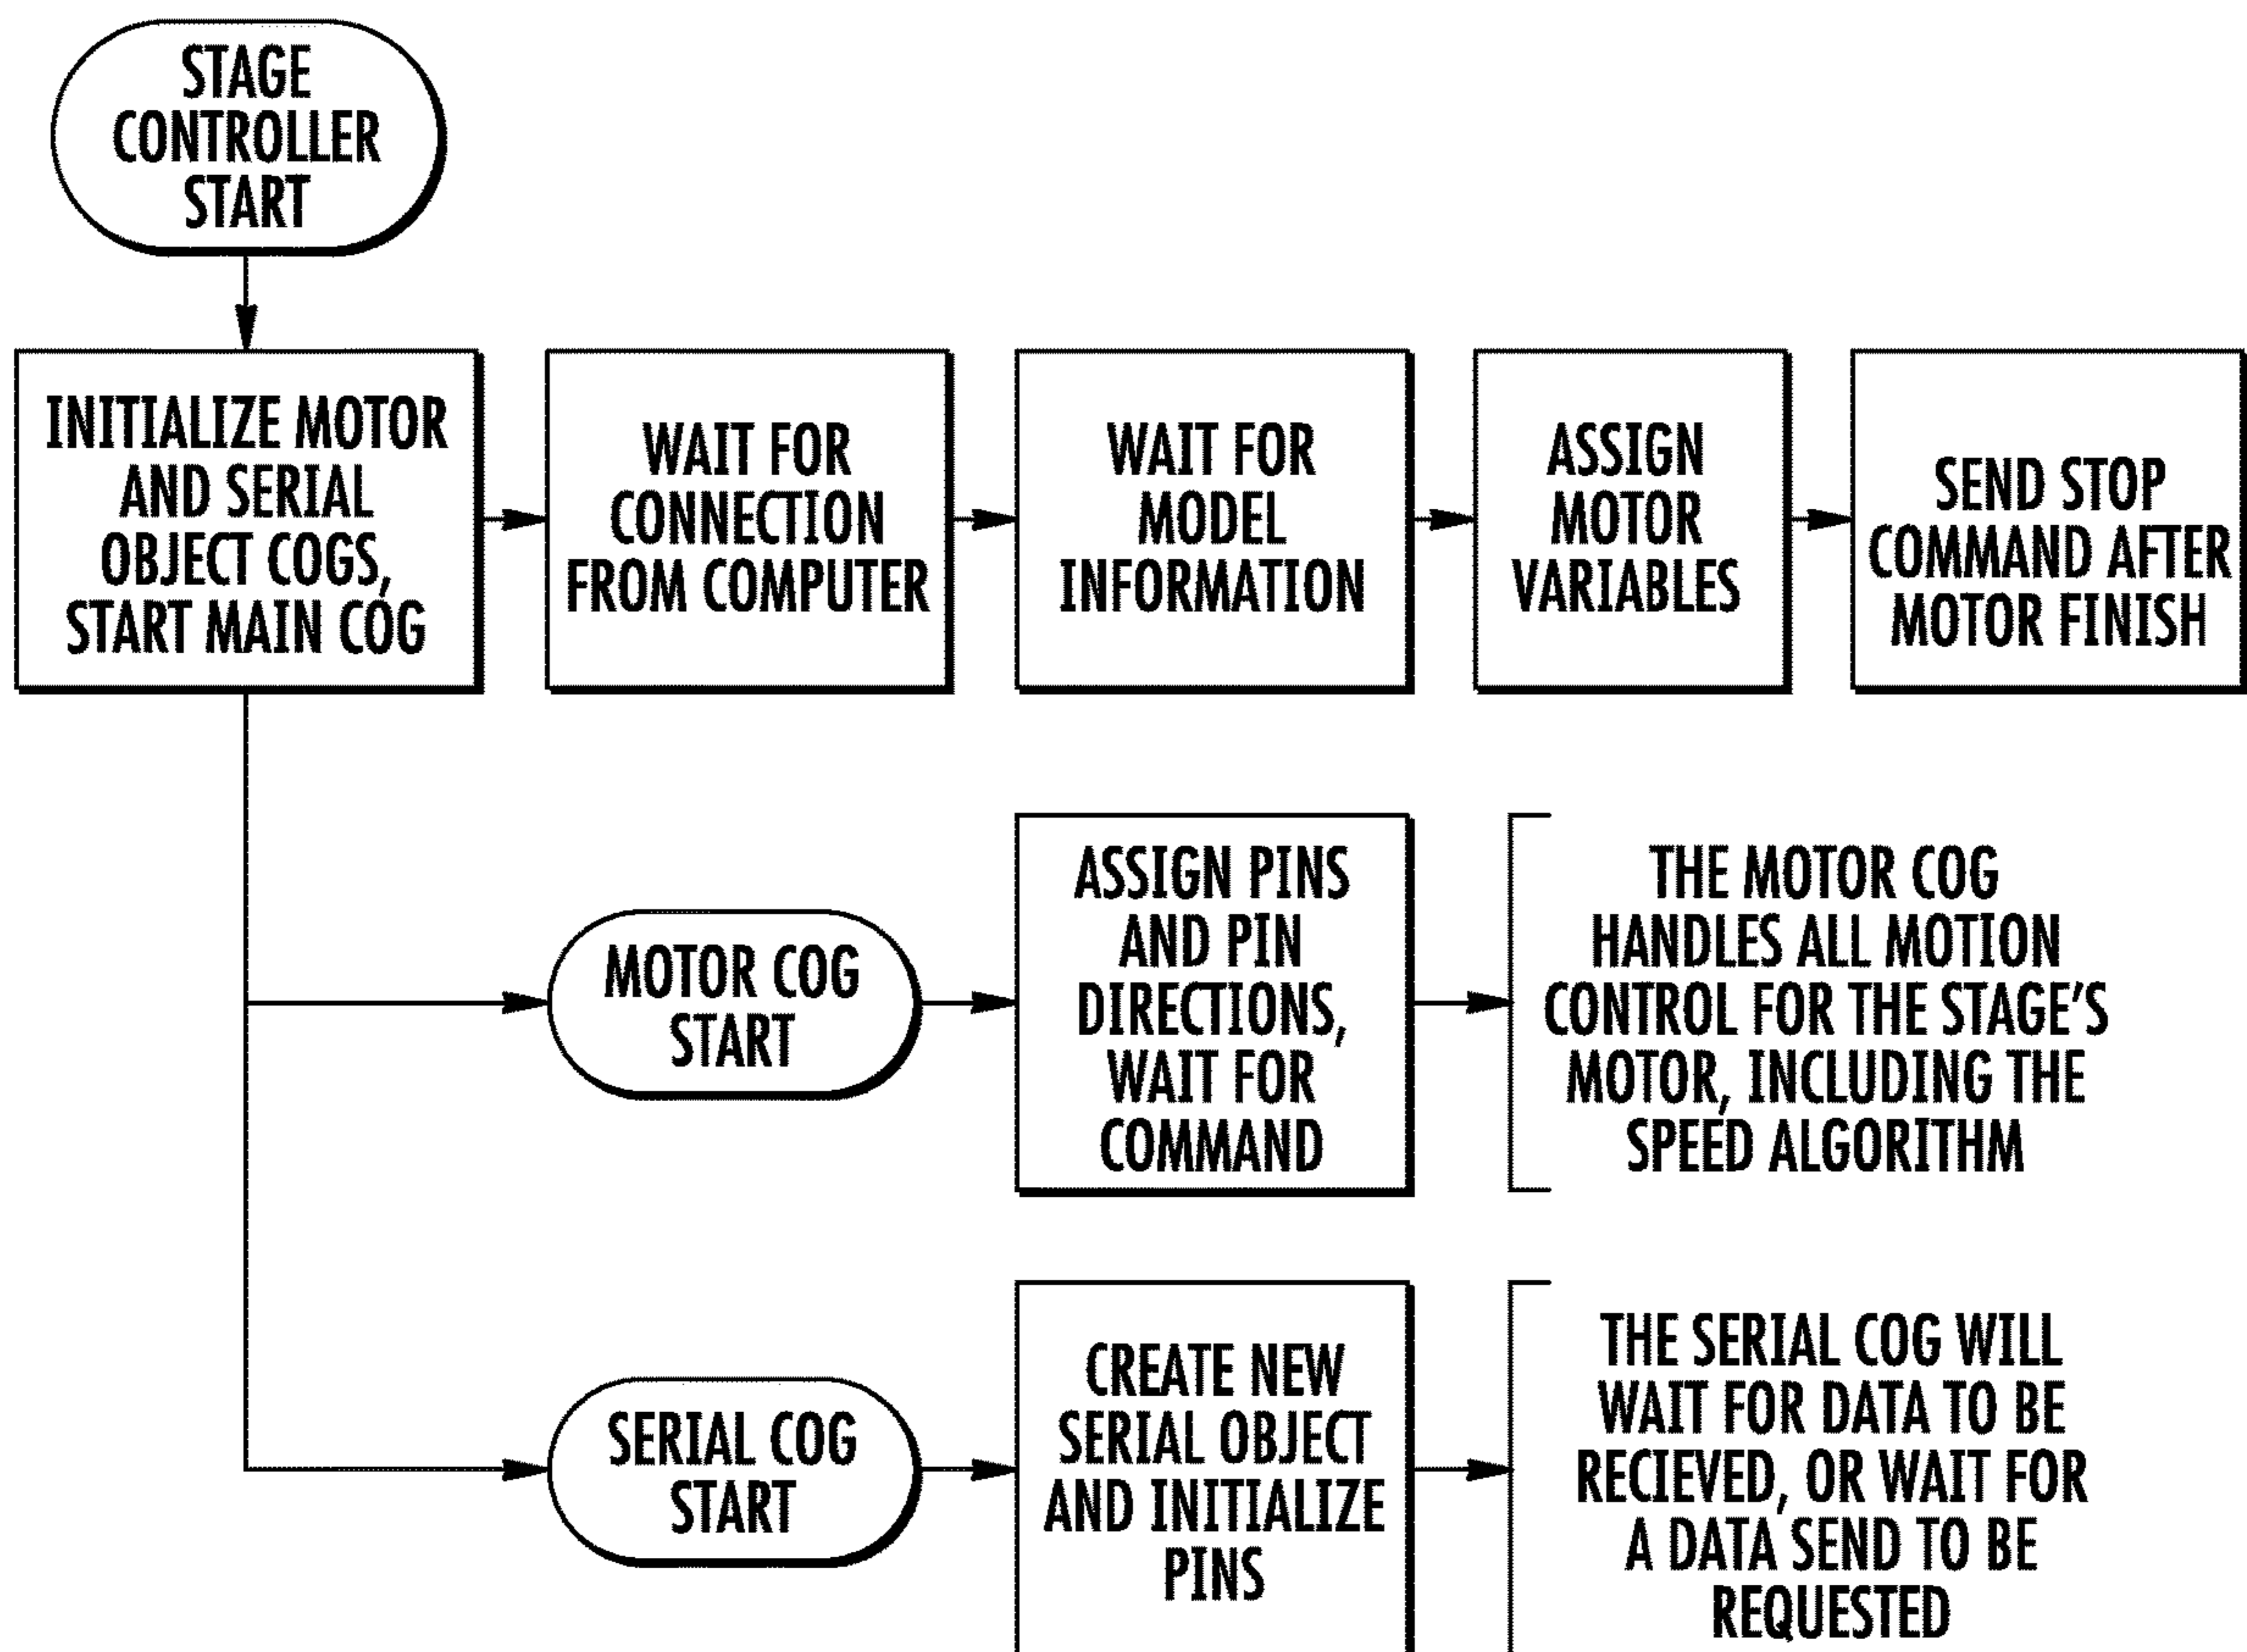 STAGE
CONTROLLER
START
INITIALIZE MOTOR
AND SERIAL
OBJECT COGS,
START MAIN COG
WAIT FOR
CONNECTION
FROM COMPUTER
WAIT FOR
MODEL
INFORMATION
ASSIGN
MOTOR
VARIABLES
SEND STOP
COMMAND AFTER
MOTOR FINISH
MOTOR COG
START
ASSIGN PINS
AND PIN
DIRECTIONS,
WAIT FOR
COMMAND
THE MOTOR COG
HANDLES ALL MOTION
CONTROL FOR THE STAGE'S
MOTOR, INCLUDING THE
SPEED ALGORITHM
SERIAL COG
START
CREATE NEW
SERIAL OBJECT
AND INITIALIZE
PINS
THE SERIAL COG WILL
WAIT FOR DATA TO BE
RECIEVED, OR WAIT FOR
A DATA SEND TO BE
REQUESTED